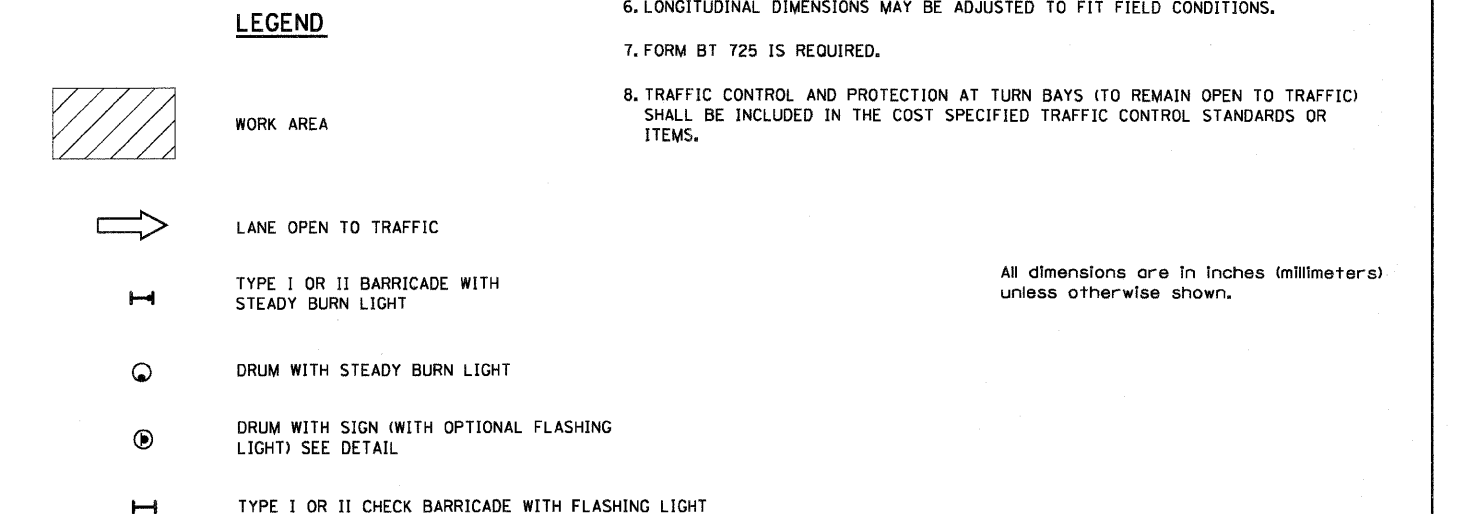 LEGEND
WORK AREA
LANE OPEN TO TRAFFIC
TYPE I OR II BARRICADE WITH
STEADY BURN LIGHT
DRUM WITH STEADY BURN LIGHT
DRUM WITH SIGN (WITH OPTIONAL FLASHING
LIGHT) SEE DETAIL
TYPE I OR II CHECK BARRICADE WITH FLASHING LIGHT
6. LONGITUDINAL DIMENSIONS MAY BE ADJUSTED TO FIT FIELD CONDITIONS.
7. FORM BT 725 IS REQUIRED.
8. TRAFFIC CONTROL AND PROTECTION AT TURN BAYS (TO REMAIN OPEN TO TRAFFIC)
SHALL BE INCLUDED IN THE COST SPECIFIED TRAFFIC CONTROL STANDARDS OR
ITEMS.
All dimensions are in inches (millimeters)
unless otherwise shown.